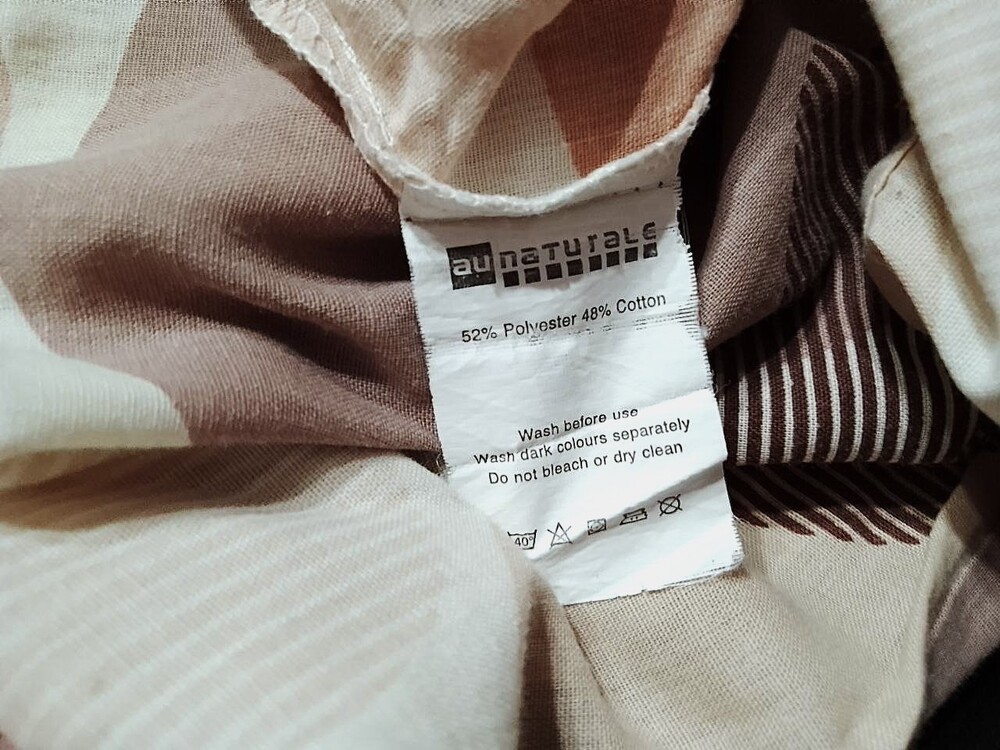 au naturale
52% Polyester 48% Cotton
Wash before use
Wash dark colours separately
Do not bleach or dry clean
40°